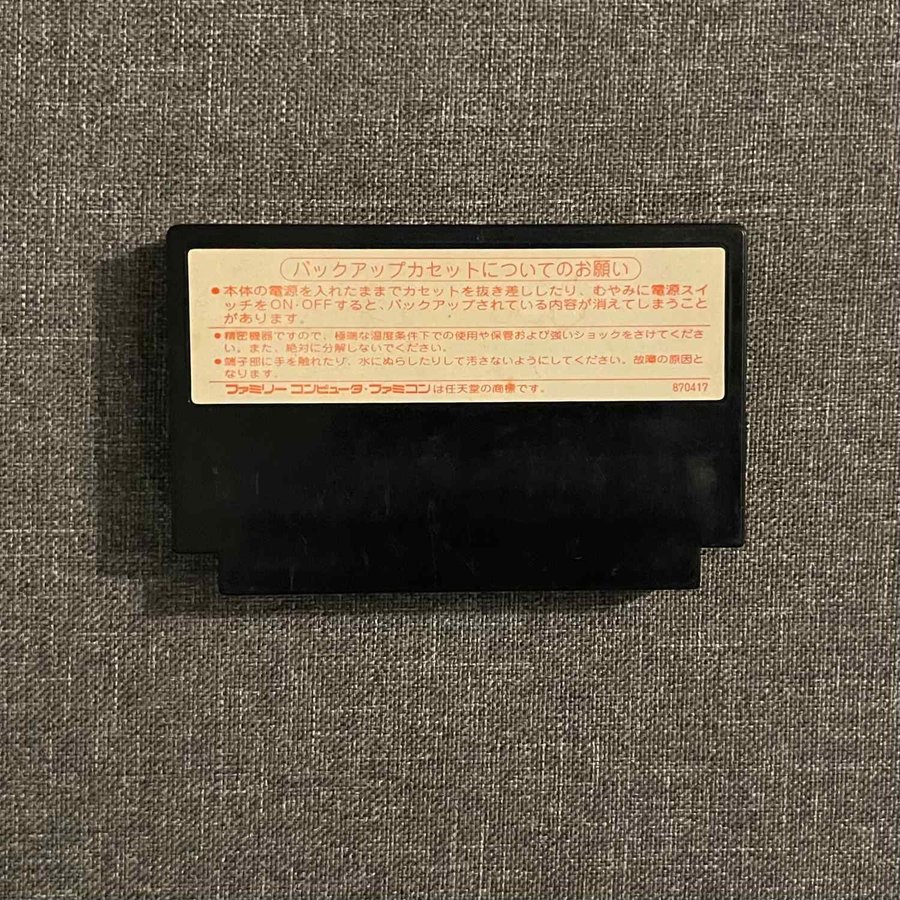 バックアップカセットについてのお願い
●本体の電源を入れたままでカセットを抜き差ししたり、むやみに電源スイ
ッチをON・OFFすると、バックアップされている内容が消えてしまうこと
があります。
●精密機器ですので、極端な温度条件下での使用や保管および強いショックをさけてくださ
い。また、絶対に分解しないでください。
●端子部に手を触れたり、水にぬらしたりして汚さないようにしてください。故障の原因と
なります。
ファミリーコンピュータ・ファミコンは任天堂の商標です。 870417